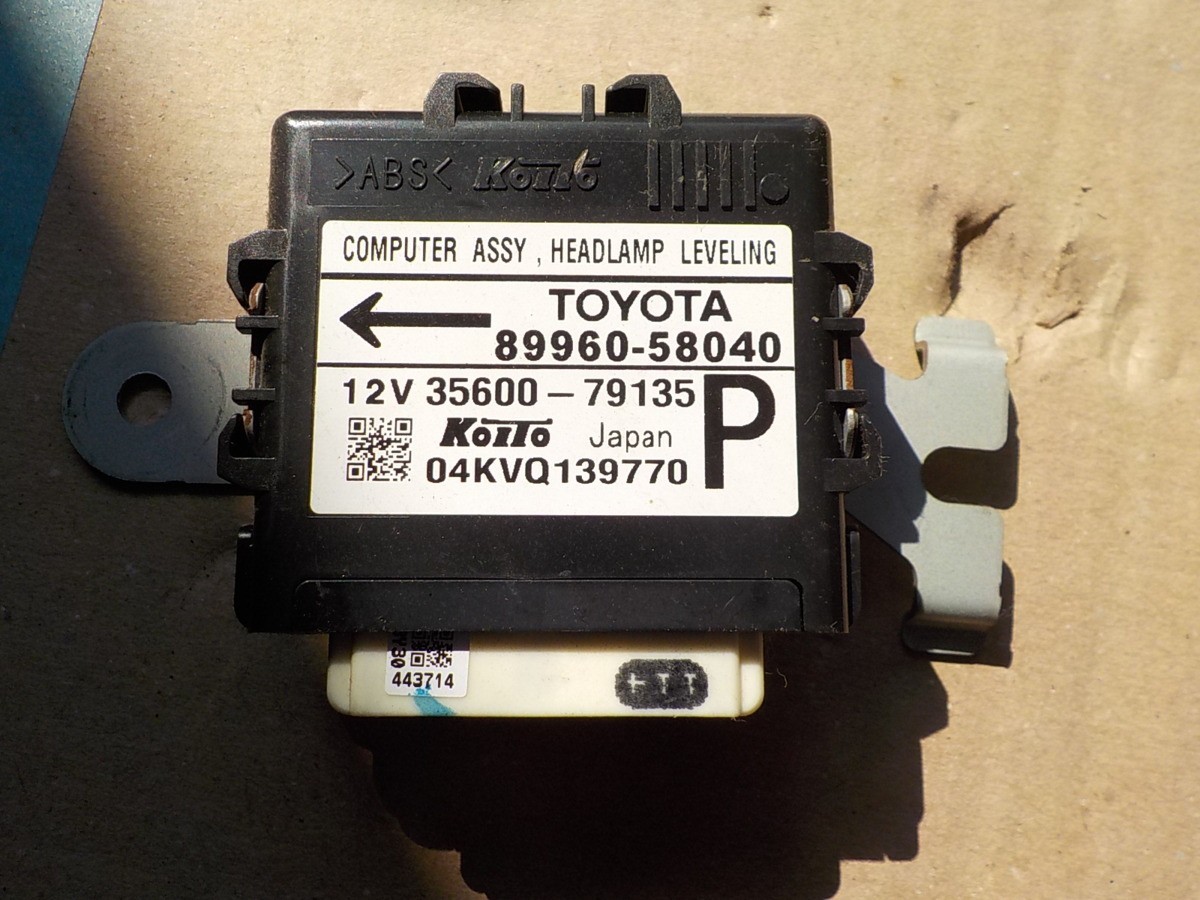 >ABS< KOITO
COMPUTER ASSY , HEADLAMP LEVELING
TOYOTA
89960-58040
12V 35600-79135 P
KOITO Japan
04KVQ139770
443714